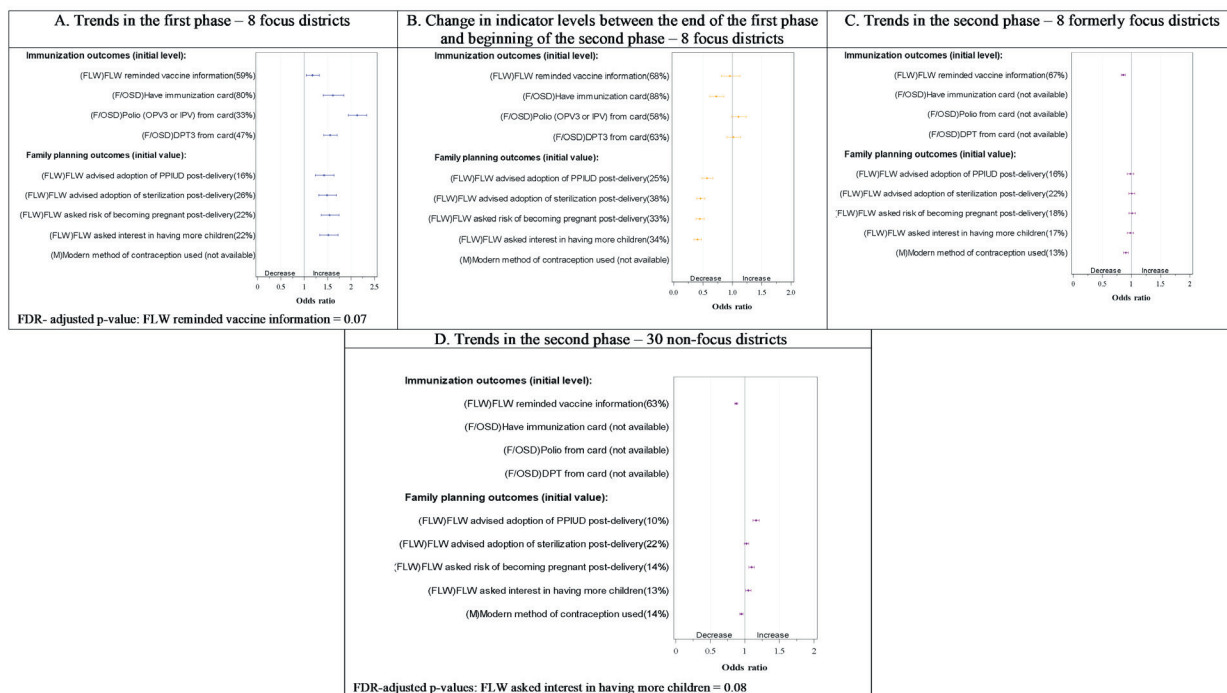 A. Trends in the first phase – 8 focus districts
Immunization outcomes (initial level):
(FLW)FLW reminded vaccine information(59%)
(F/OSD)Have immunization card(80%)
(F/OSD)Polio (OPV3 or IPV) from card(33%)
(F/OSD)DPT3 from card(47%)
Family planning outcomes (initial value):
(FLW)FLW advised adoption of PPIUD post-delivery(16%)
(FLW)FLW advised adoption of sterilization post-delivery(26%)
(FLW)FLW asked risk of becoming pregnant post-delivery(22%)
(FLW)FLW asked interest in having more children(22%)
(M)Modern method of contraception used (not available)
Decrease Increase
0 0.5 1 1.5 2 2.5
Odds ratio
FDR- adjusted p-value: FLW reminded vaccine information = 0.07
B. Change in indicator levels between the end of the first phase
and beginning of the second phase – 8 focus districts
Immunization outcomes (initial level):
(FLW)FLW reminded vaccine information(68%)
(F/OSD)Have immunization card(88%)
(F/OSD)Polio (OPV3 or IPV) from card(58%)
(F/OSD)DPT3 from card(63%)
Family planning outcomes (initial value):
(FLW)FLW advised adoption of PPIUD post-delivery(25%)
(FLW)FLW advised adoption of sterilization post-delivery(38%)
(FLW)FLW asked risk of becoming pregnant post-delivery(33%)
(FLW)FLW asked interest in having more children(34%)
(M)Modern method of contraception used (not available)
Decrease Increase
0.0 0.5 1.0 1.5 2.0
Odds ratio
C. Trends in the second phase – 8 formerly focus districts
Immunization outcomes (initial level):
(FLW)FLW reminded vaccine information(67%)
(F/OSD)Have immunization card (not available)
(F/OSD)Polio from card (not available)
(F/OSD)DPT from card (not available)
Family planning outcomes (initial value):
(FLW)FLW advised adoption of PPIUD post-delivery(16%)
(FLW)FLW advised adoption of sterilization post-delivery(22%)
(FLW)FLW asked risk of becoming pregnant post-delivery(18%)
(FLW)FLW asked interest in having more children(17%)
(M)Modern method of contraception used(13%)
Decrease Increase
0 0.5 1 1.5 2
Odds ratio
D. Trends in the second phase – 30 non-focus districts
Immunization outcomes (initial level):
(FLW)FLW reminded vaccine information(63%)
(F/OSD)Have immunization card (not available)
(F/OSD)Polio from card (not available)
(F/OSD)DPT from card (not available)
Family planning outcomes (initial value):
(FLW)FLW advised adoption of PPIUD post-delivery(10%)
(FLW)FLW advised adoption of sterilization post-delivery(22%)
(FLW)FLW asked risk of becoming pregnant post-delivery(14%)
(FLW)FLW asked interest in having more children(13%)
(M)Modern method of contraception used(14%)
Decrease Increase
0 0.5 1 1.5 2
Odds ratio
FDR-adjusted p-values: FLW asked interest in having more children = 0.08